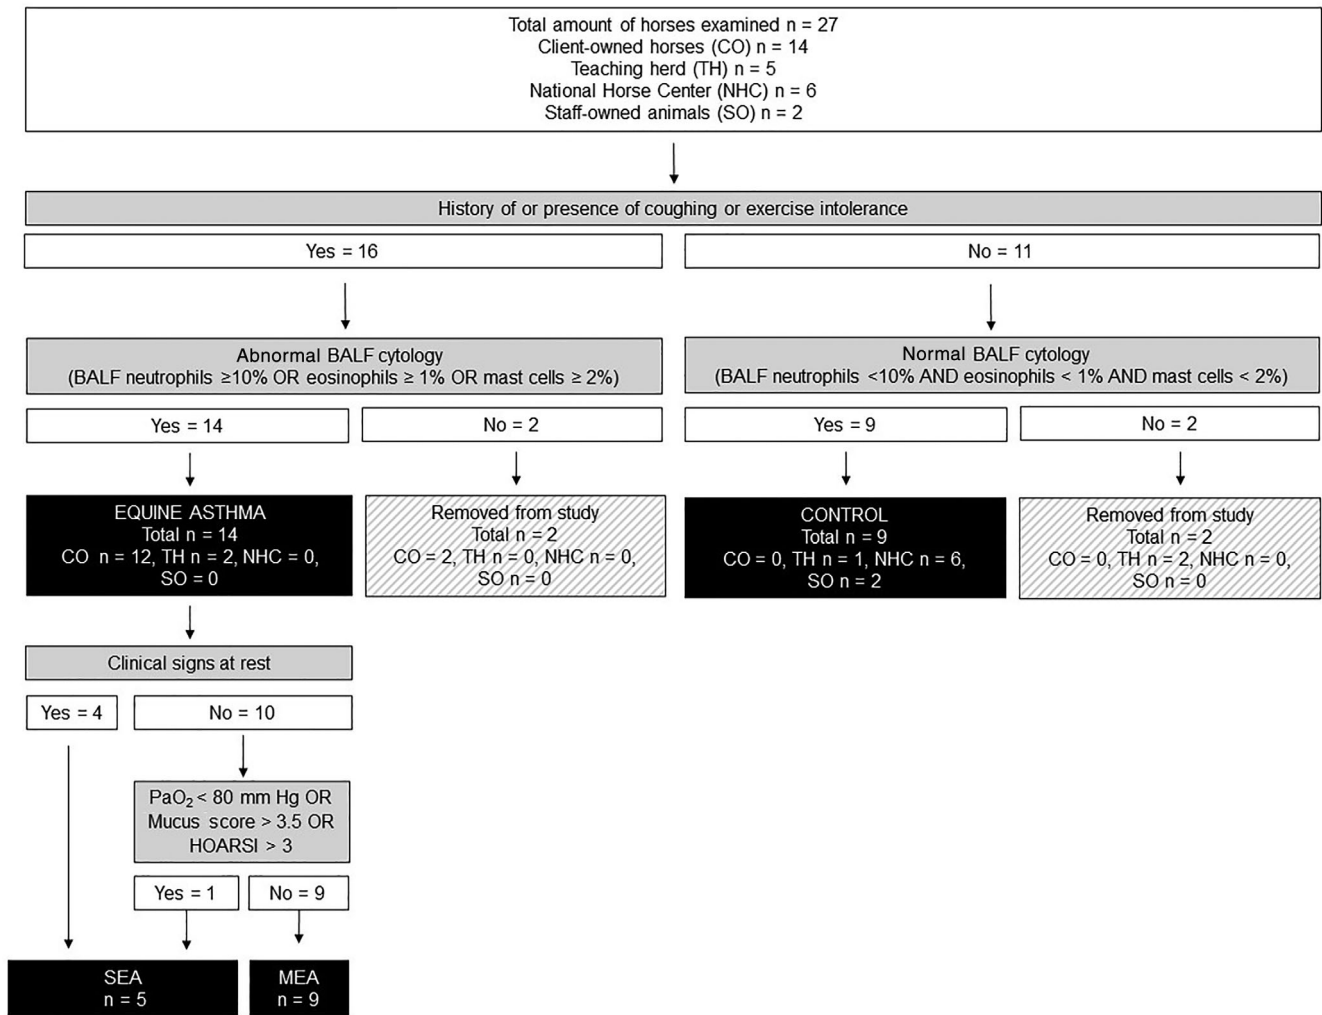 Total amount of horses examined n = 27
Client-owned horses (CO) n = 14
Teaching herd (TH) n = 5
National Horse Center (NHC) n = 6
Staff-owned animals (SO) n = 2
History of or presence of coughing or exercise intolerance
Yes = 16
No = 11
Abnormal BALF cytology
(BALF neutrophils ≥10% OR eosinophils ≥ 1% OR mast cells ≥ 2%)
Normal BALF cytology
(BALF neutrophils <10% AND eosinophils < 1% AND mast cells < 2%)
Yes = 14
No = 2
Yes = 9
No = 2
EQUINE ASTHMA
Total n = 14
CO n = 12, TH n = 2, NHC = 0,
SO = 0
Removed from study
Total n = 2
CO = 2, TH n = 0, NHC n = 0,
SO n = 0
CONTROL
Total n = 9
CO = 0, TH n = 1, NHC n = 6,
SO n = 2
Removed from study
Total n = 2
CO = 0, TH n = 2, NHC n = 0,
SO n = 0
Clinical signs at rest
Yes = 4
No = 10
PaO₂ < 80 mm Hg OR
Mucus score > 3.5 OR
HOARSI > 3
Yes = 1
No = 9
SEA
n = 5
MEA
n = 9